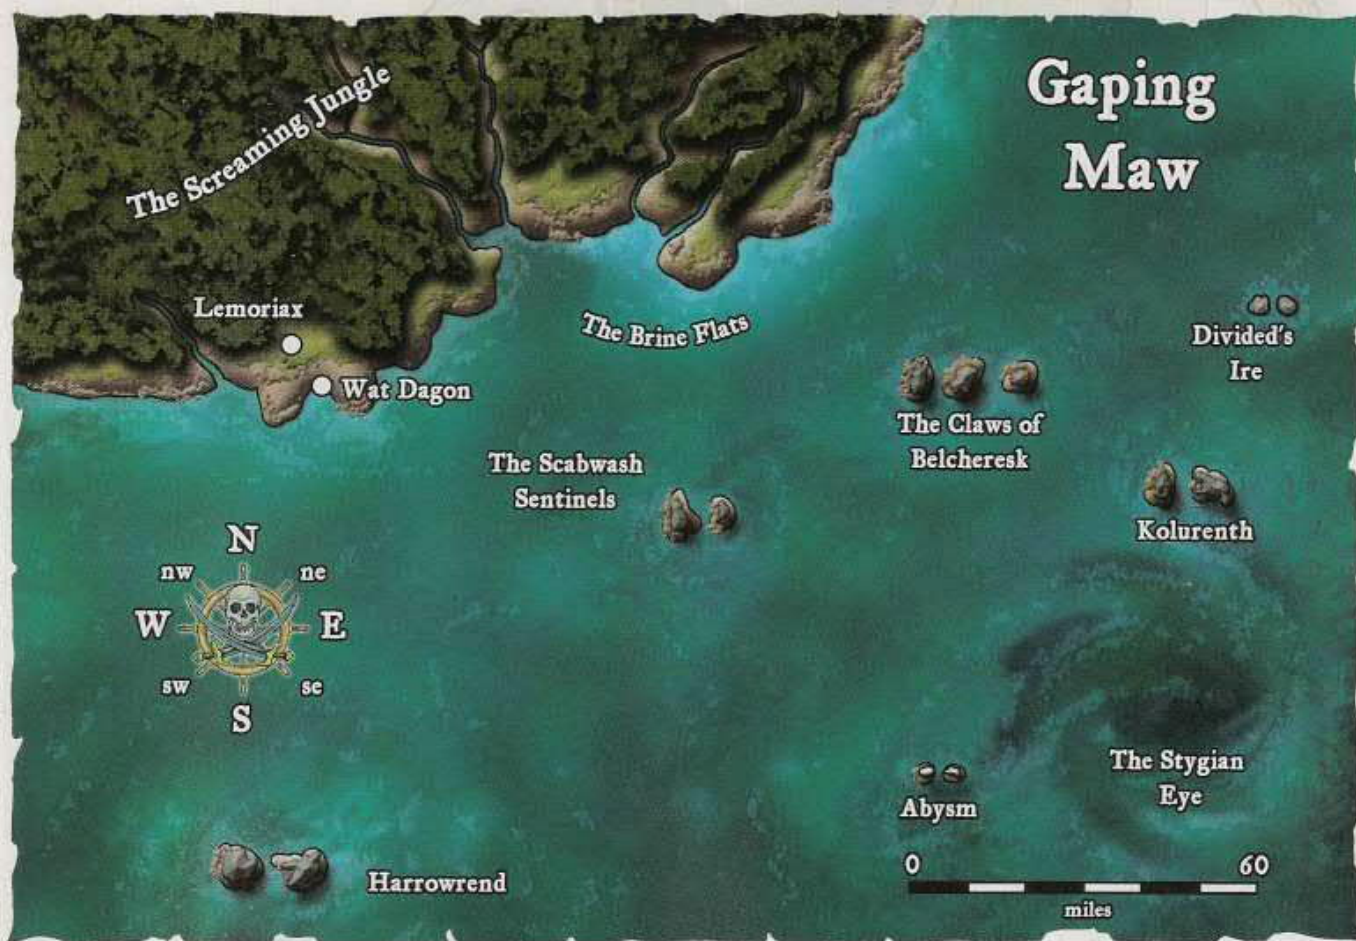 Gaping
Maw
The Screaming Jungle
Lemoriax
Wat Dagon
The Brine Flats
Divided's
Ire
The Claws of
Belcheresk
The Scabwash
Sentinels
Kolurenth
N
nw
ne
W
E
sw
se
S
The Stygian
Eye
Abysm
Harrowrend
0
60
miles